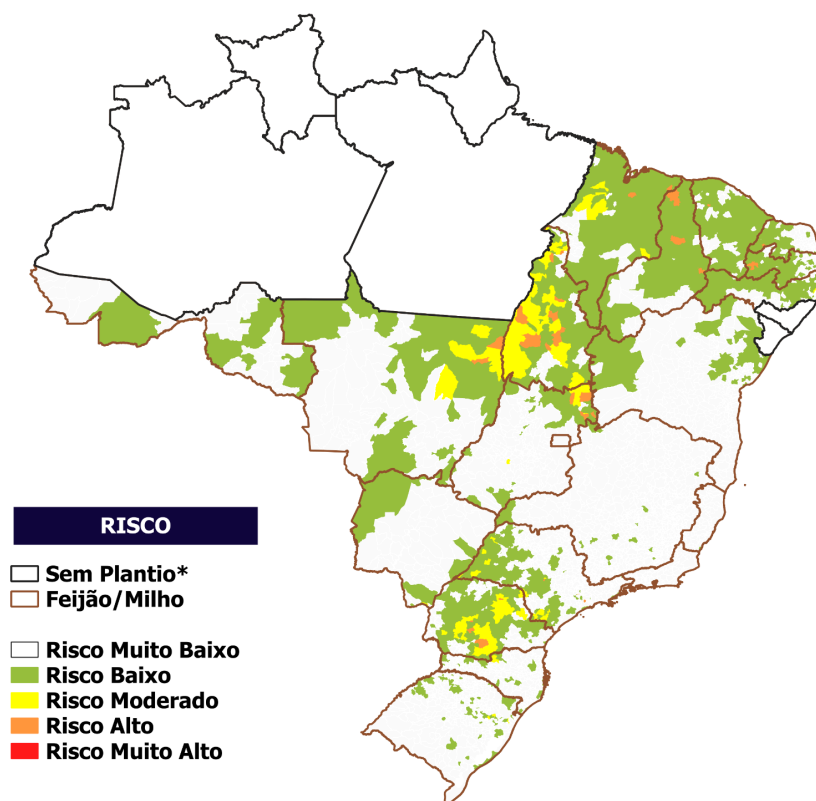 RISCO
Sem Plantio*
Feijão/Milho
Risco Muito Baixo
Risco Baixo
Risco Moderado
Risco Alto
Risco Muito Alto